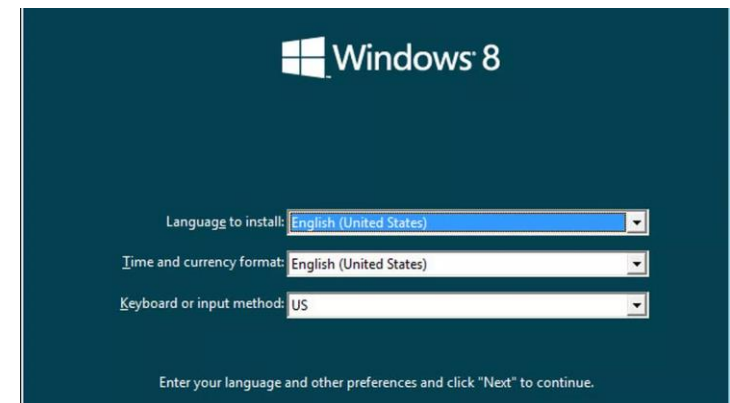 Windows 8
Language to install: English (United States)
Time and currency format: English (United States)
Keyboard or input method: US
Enter your language and other preferences and click "Next" to continue.